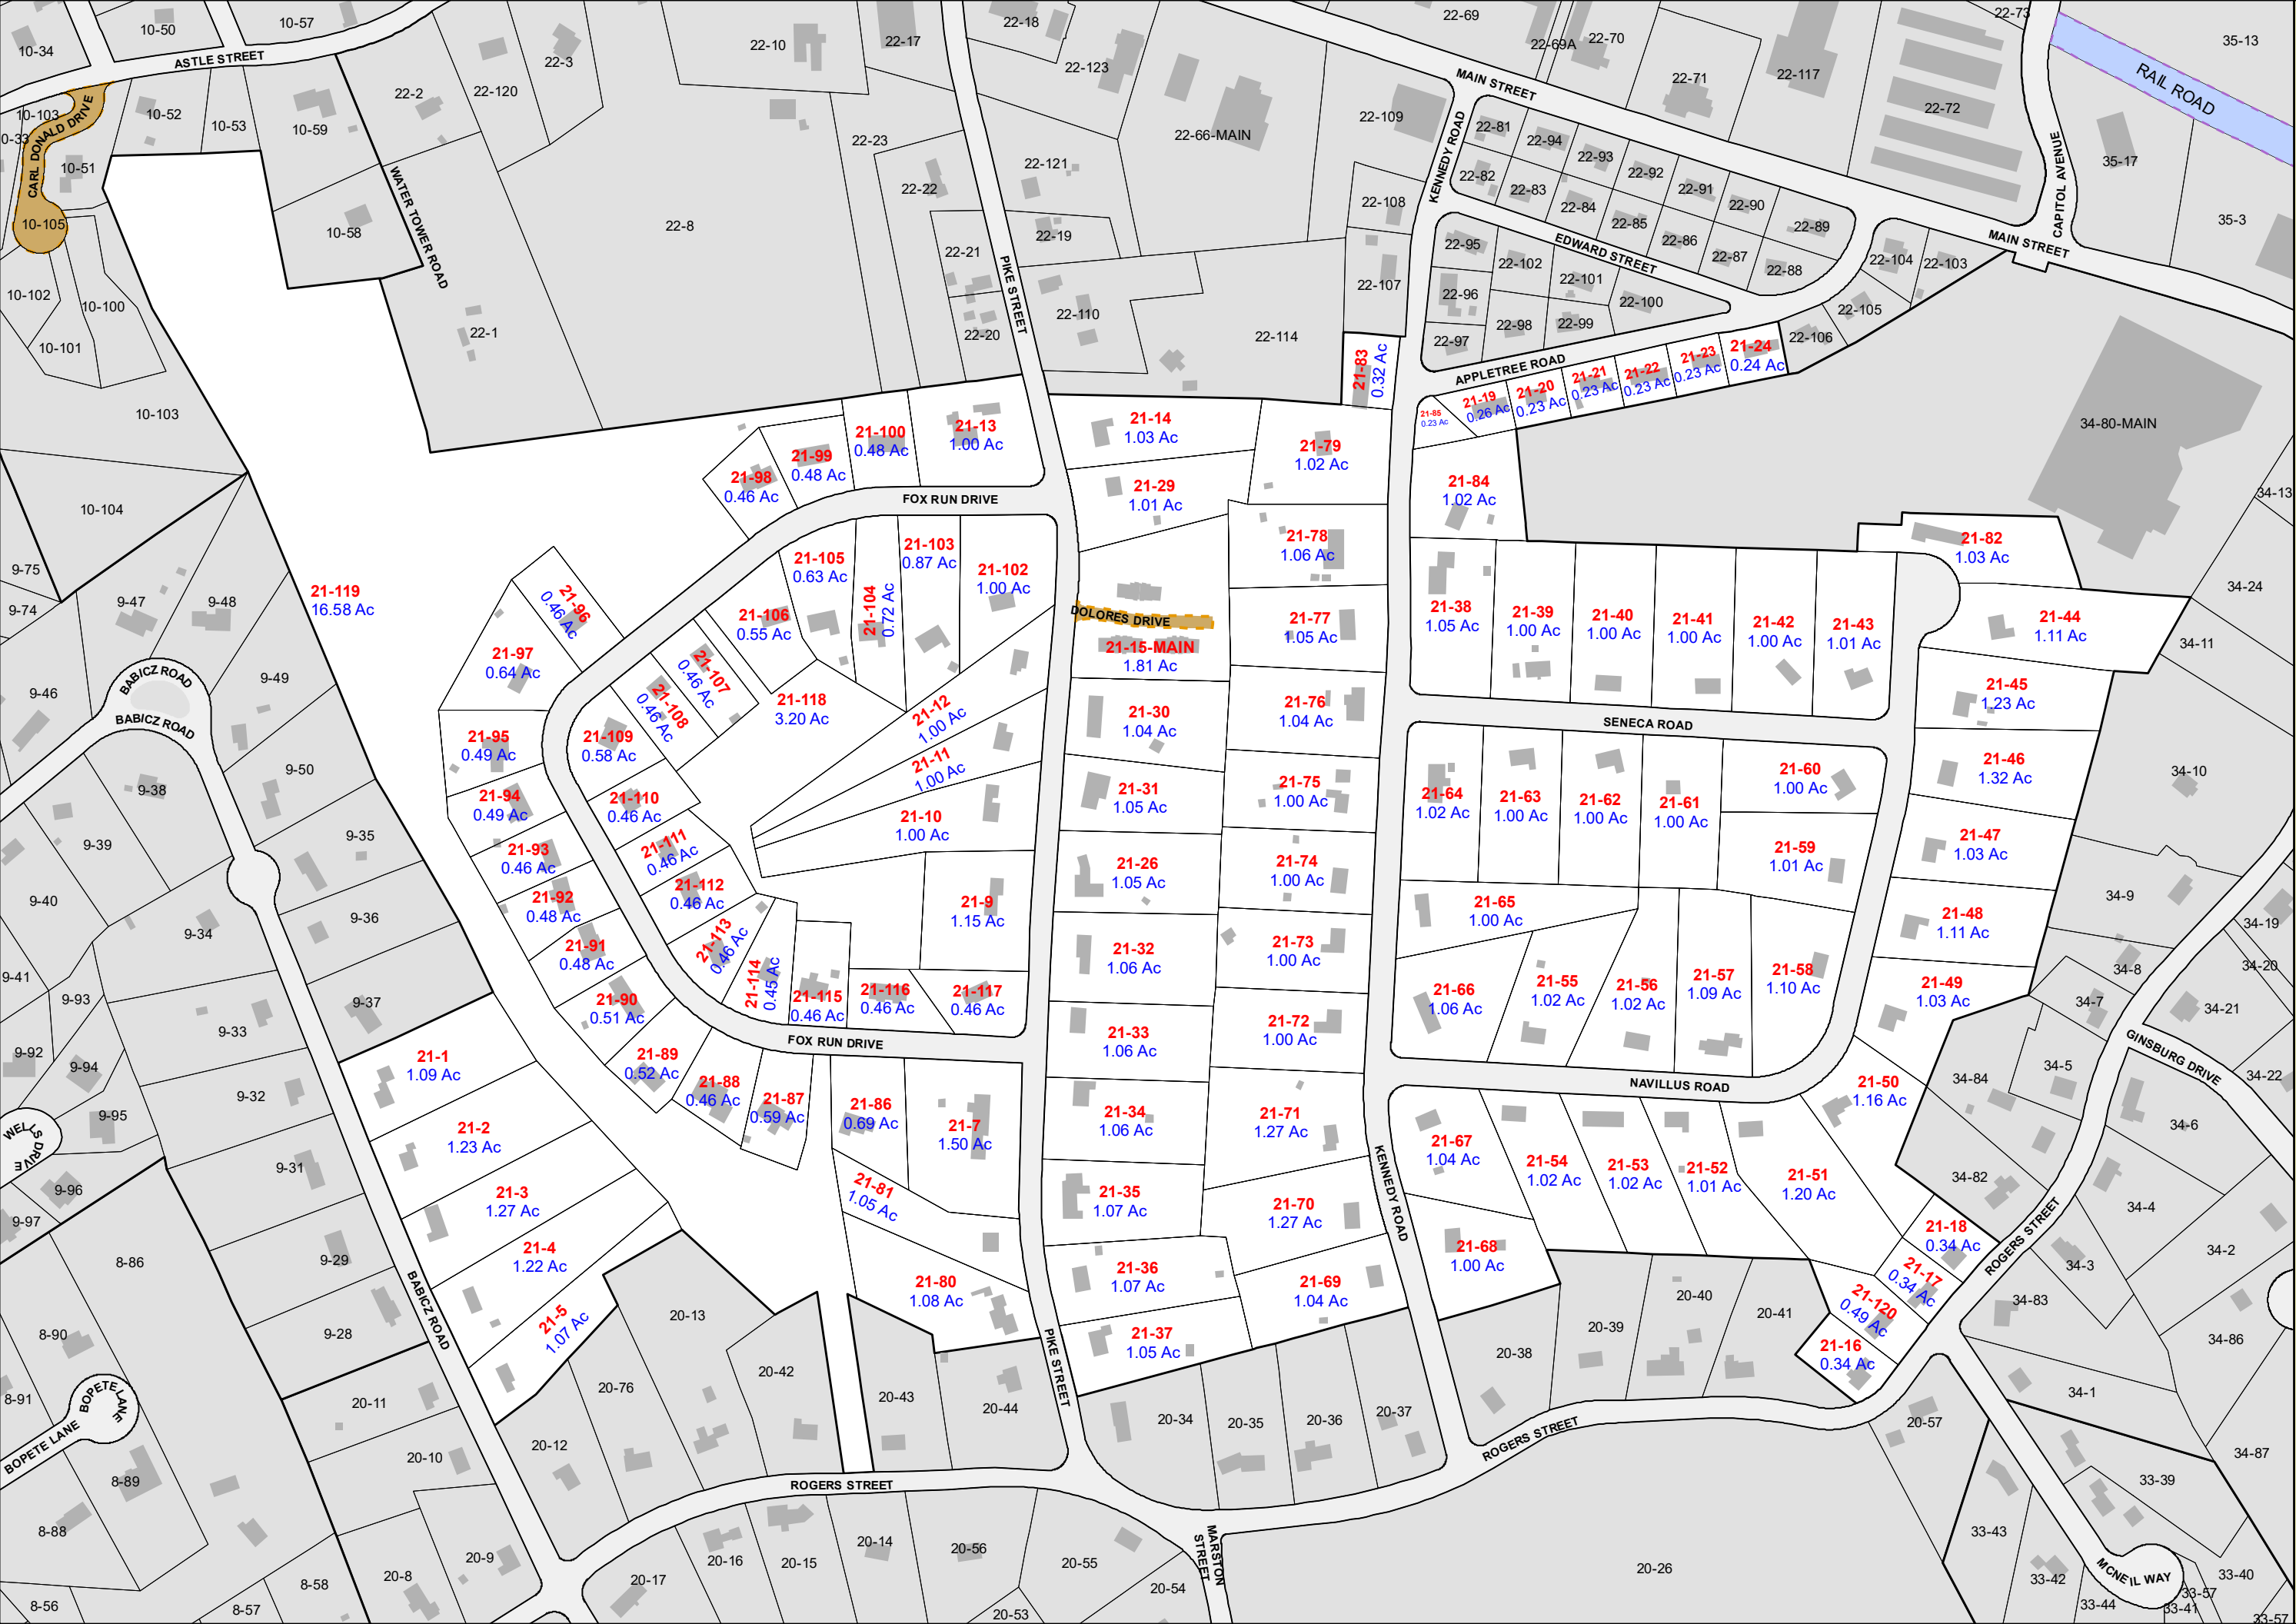 10-34
10-50
10-57
22-3
22-10
22-17
22-18
22-69
22-73
22-69A
22-70
35-13
ASTLE STREET
22-123
MAIN STREET
22-71
22-117
RAIL ROAD
22-2
22-120
22-72
10-103
CARL DONALD DRIVE
10-52
10-53
10-59
0-33
10-51
22-23
22-66-MAIN
22-109
KENNEDY ROAD
22-81
22-94
22-93
22-92
22-91
22-90
22-89
35-17
CAPITOL AVENUE
WATER TOWER ROAD
22-22
22-121
22-82
22-83
22-84
22-85
22-86
22-87
22-88
22-108
35-3
10-105
10-58
22-8
22-21
22-19
22-95
EDWARD STREET
22-104
22-103
MAIN STREET
10-102
10-100
PIKE STREET
22-107
22-102
22-101
22-96
22-100
22-105
22-1
22-20
22-110
22-114
22-97
22-98
22-99
22-106
10-101
10-103
APPLETREE ROAD
21-83
0.32 Ac
21-85
0.23 Ac
21-19
0.26 Ac
21-20
0.23 Ac
21-21
0.23 Ac
21-22
0.23 Ac
21-23
0.23 Ac
21-24
0.24 Ac
34-80-MAIN
21-98
0.46 Ac
21-99
0.48 Ac
21-100
0.48 Ac
21-13
1.00 Ac
21-14
1.03 Ac
21-79
1.02 Ac
21-29
1.01 Ac
21-84
1.02 Ac
10-104
34-13
FOX RUN DRIVE
21-105
0.63 Ac
21-103
0.87 Ac
21-102
1.00 Ac
21-104
0.72 Ac
21-106
0.55 Ac
21-78
1.06 Ac
21-82
1.03 Ac
34-24
9-75
9-74
9-47
9-48
21-119
16.58 Ac
21-96
0.46 Ac
21-97
0.64 Ac
21-107
0.46 Ac
21-108
0.46 Ac
21-118
3.20 Ac
DOLORES DRIVE
21-15-MAIN
1.81 Ac
21-77
1.05 Ac
21-38
1.05 Ac
21-39
1.00 Ac
21-40
1.00 Ac
21-41
1.00 Ac
21-42
1.00 Ac
21-43
1.01 Ac
21-44
1.11 Ac
34-11
9-46
BABICZ ROAD
BABICZ ROAD
9-49
21-95
0.49 Ac
21-109
0.58 Ac
21-12
1.00 Ac
21-11
1.00 Ac
21-30
1.04 Ac
21-76
1.04 Ac
SENECA ROAD
21-45
1.23 Ac
21-46
1.32 Ac
34-10
9-38
9-50
21-94
0.49 Ac
21-110
0.46 Ac
21-10
1.00 Ac
21-31
1.05 Ac
21-75
1.00 Ac
21-64
1.02 Ac
21-63
1.00 Ac
21-62
1.00 Ac
21-61
1.00 Ac
21-60
1.00 Ac
21-59
1.01 Ac
21-47
1.03 Ac
9-39
9-35
21-93
0.46 Ac
21-111
0.46 Ac
21-112
0.46 Ac
21-92
0.48 Ac
21-26
1.05 Ac
21-74
1.00 Ac
21-65
1.00 Ac
21-48
1.11 Ac
34-9
34-19
9-40
9-34
9-36
21-91
0.48 Ac
21-113
0.46 Ac
21-114
0.45 Ac
21-9
1.15 Ac
21-32
1.06 Ac
21-73
1.00 Ac
21-66
1.06 Ac
21-55
1.02 Ac
21-56
1.02 Ac
21-57
1.09 Ac
21-58
1.10 Ac
21-49
1.03 Ac
34-8
34-20
9-41
9-93
9-33
9-37
21-90
0.51 Ac
21-115
0.46 Ac
21-116
0.46 Ac
21-117
0.46 Ac
21-33
1.06 Ac
21-72
1.00 Ac
34-7
34-21
9-92
9-94
FOX RUN DRIVE
21-1
1.09 Ac
21-89
0.52 Ac
21-88
0.46 Ac
21-87
0.59 Ac
21-86
0.69 Ac
21-7
1.50 Ac
21-34
1.06 Ac
21-71
1.27 Ac
NAVILLUS ROAD
21-50
1.16 Ac
34-84
34-5
GINSBURG DRIVE
34-22
34-6
9-32
9-95
WELLS DRIVE
9-31
9-96
9-97
21-2
1.23 Ac
21-3
1.27 Ac
21-81
1.05 Ac
21-35
1.07 Ac
21-70
1.27 Ac
KENNEDY ROAD
21-67
1.04 Ac
21-54
1.02 Ac
21-53
1.02 Ac
21-52
1.01 Ac
21-51
1.20 Ac
34-82
34-4
21-18
0.34 Ac
ROGERS STREET
34-2
34-3
8-86
9-29
21-4
1.22 Ac
21-80
1.08 Ac
21-36
1.07 Ac
21-69
1.04 Ac
21-68
1.00 Ac
21-17
0.34 Ac
21-120
0.49 Ac
21-16
0.34 Ac
34-83
34-86
8-90
9-28
BABICZ ROAD
21-5
1.07 Ac
20-13
PIKE STREET
21-37
1.05 Ac
20-38
20-39
20-40
20-41
8-91
BOPETE LANE
BOPETE LANE
20-11
20-76
20-42
20-43
20-44
20-34
20-35
20-36
20-37
34-1
20-57
ROGERS STREET
34-87
8-89
20-10
20-12
ROGERS STREET
33-39
8-88
20-9
20-16
20-15
20-14
20-56
20-55
20-54
MARSTON STREET
20-26
33-43
33-42
MCNEIL WAY
33-40
33-57
33-41
33-44
33-57
8-56
8-57
8-58
20-8
20-17
20-53